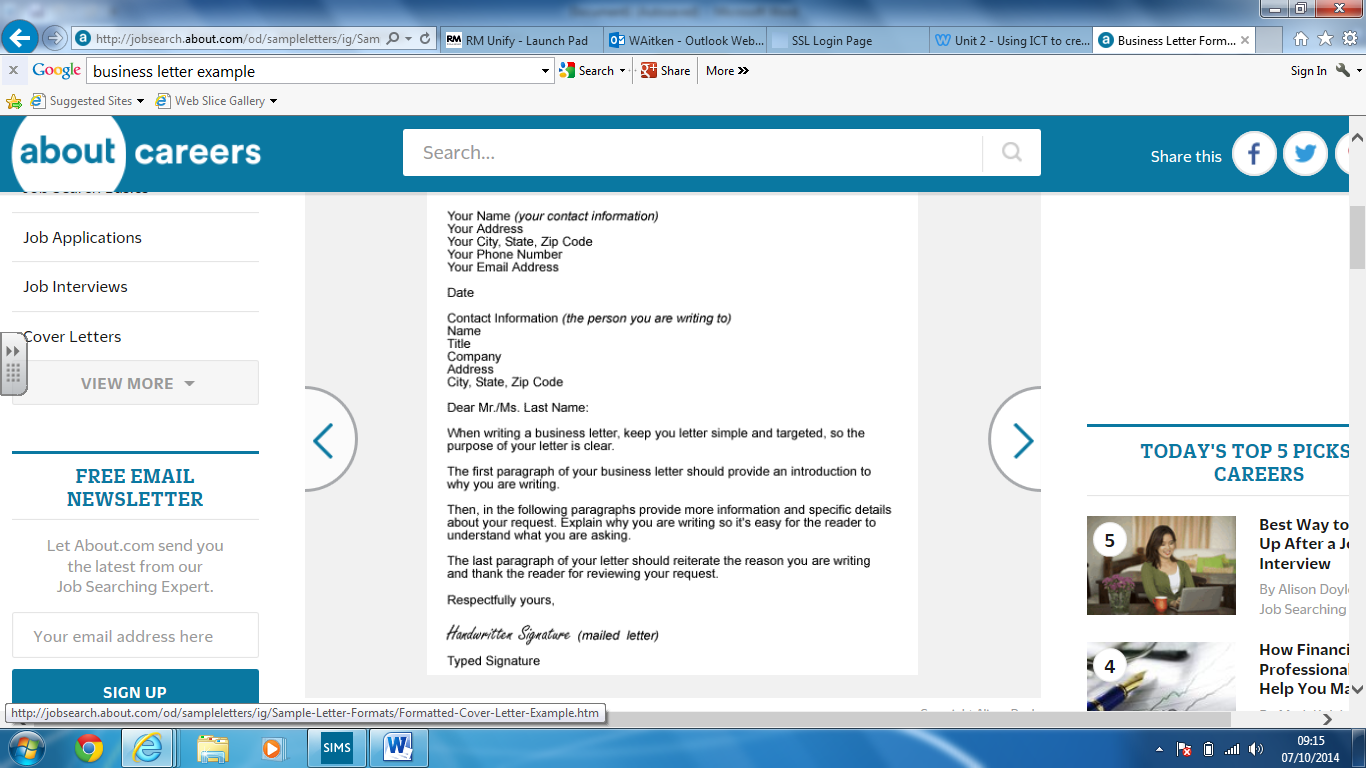 http://jobsearch.about.com/od/sampleletters/ig/Sam
RM Unify - Launch Pad
WAitken - Outlook Web...
SSL Login Page
Unit 2 - Using ICT to cre...
Business Letter Form...
x Google business letter example Search Share More »
Sign In
Suggested Sites Web Slice Gallery
about careers
Search...
Share this
Job Applications
Job Interviews
Cover Letters
VIEW MORE
FREE EMAIL
NEWSLETTER
Let About.com send you
the latest from our
Job Searching Expert.
Your email address here
SIGN UP
Your Name (your contact information)
Your Address
Your City, State, Zip Code
Your Phone Number
Your Email Address
Date
Contact Information (the person you are writing to)
Name
Title
Company
Address
City, State, Zip Code
Dear Mr./Ms. Last Name:
When writing a business letter, keep you letter simple and targeted, so the
purpose of your letter is clear.
The first paragraph of your business letter should provide an introduction to
why you are writing.
Then, in the following paragraphs provide more information and specific details
about your request. Explain why you are writing so it's easy for the reader to
understand what you are asking.
The last paragraph of your letter should reiterate the reason you are writing
and thank the reader for reviewing your request.
Respectfully yours,
Handwritten Signature (mailed letter)
Typed Signature
TODAY'S TOP 5 PICKS
CAREERS
5
Best Way to
Up After a J
Interview
By Alison Doyl
Job Searching
4
How Financi
Professiona
Help You Ma
http://jobsearch.about.com/od/sampleletters/ig/Sample-Letter-Formats/Formatted-Cover-Letter-Example.htm
SIMS
09:15
07/10/2014